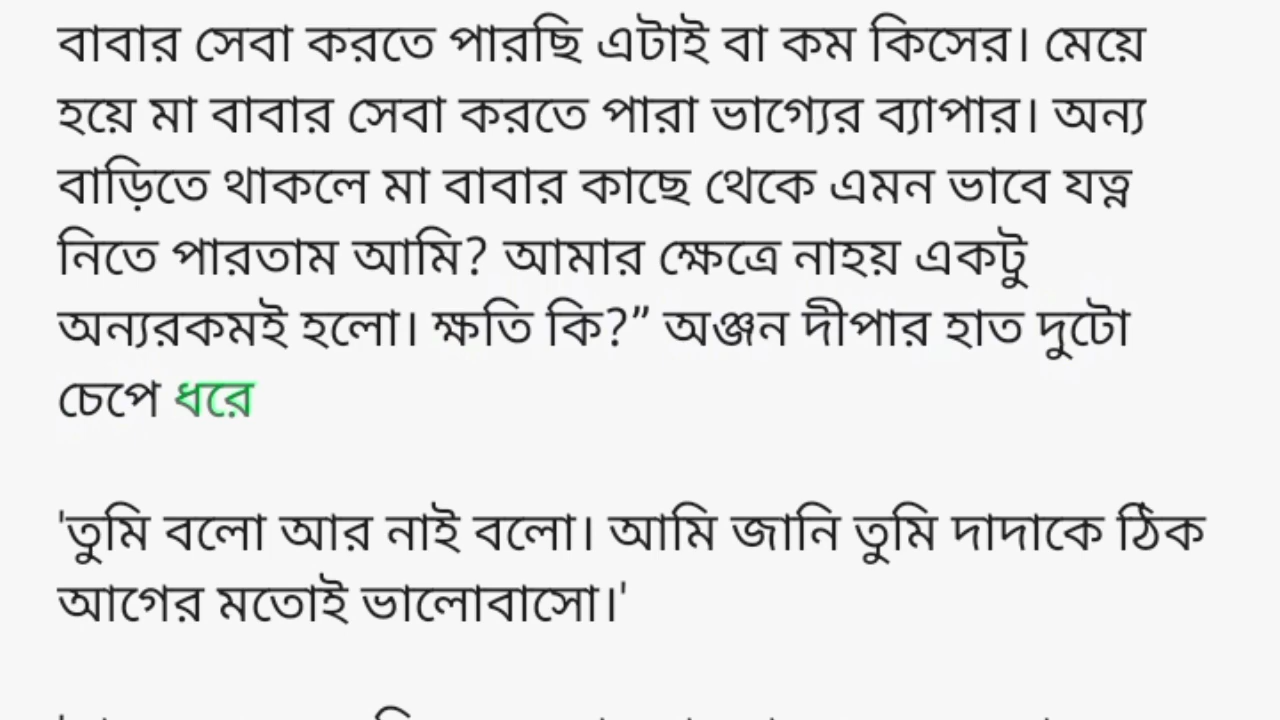 বাবার সেবা করতে পারছি এটাই বা কম কিসের। মেয়ে
হয়ে মা বাবার সেবা করতে পারা ভাগ্যের ব্যাপার। অন্য
বাড়িতে থাকলে মা বাবার কাছে থেকে এমন ভাবে যত্ন
নিতে পারতাম আমি? আমার ক্ষেত্রে নাহয় একটু
অন্যরকমই হলো। ক্ষতি কি?” অঞ্জন দীপার হাত দুটো
চেপে ধরে
'তুমি বলো আর নাই বলো। আমি জানি তুমি দাদাকে ঠিক
আগের মতোই ভালোবাসো।'